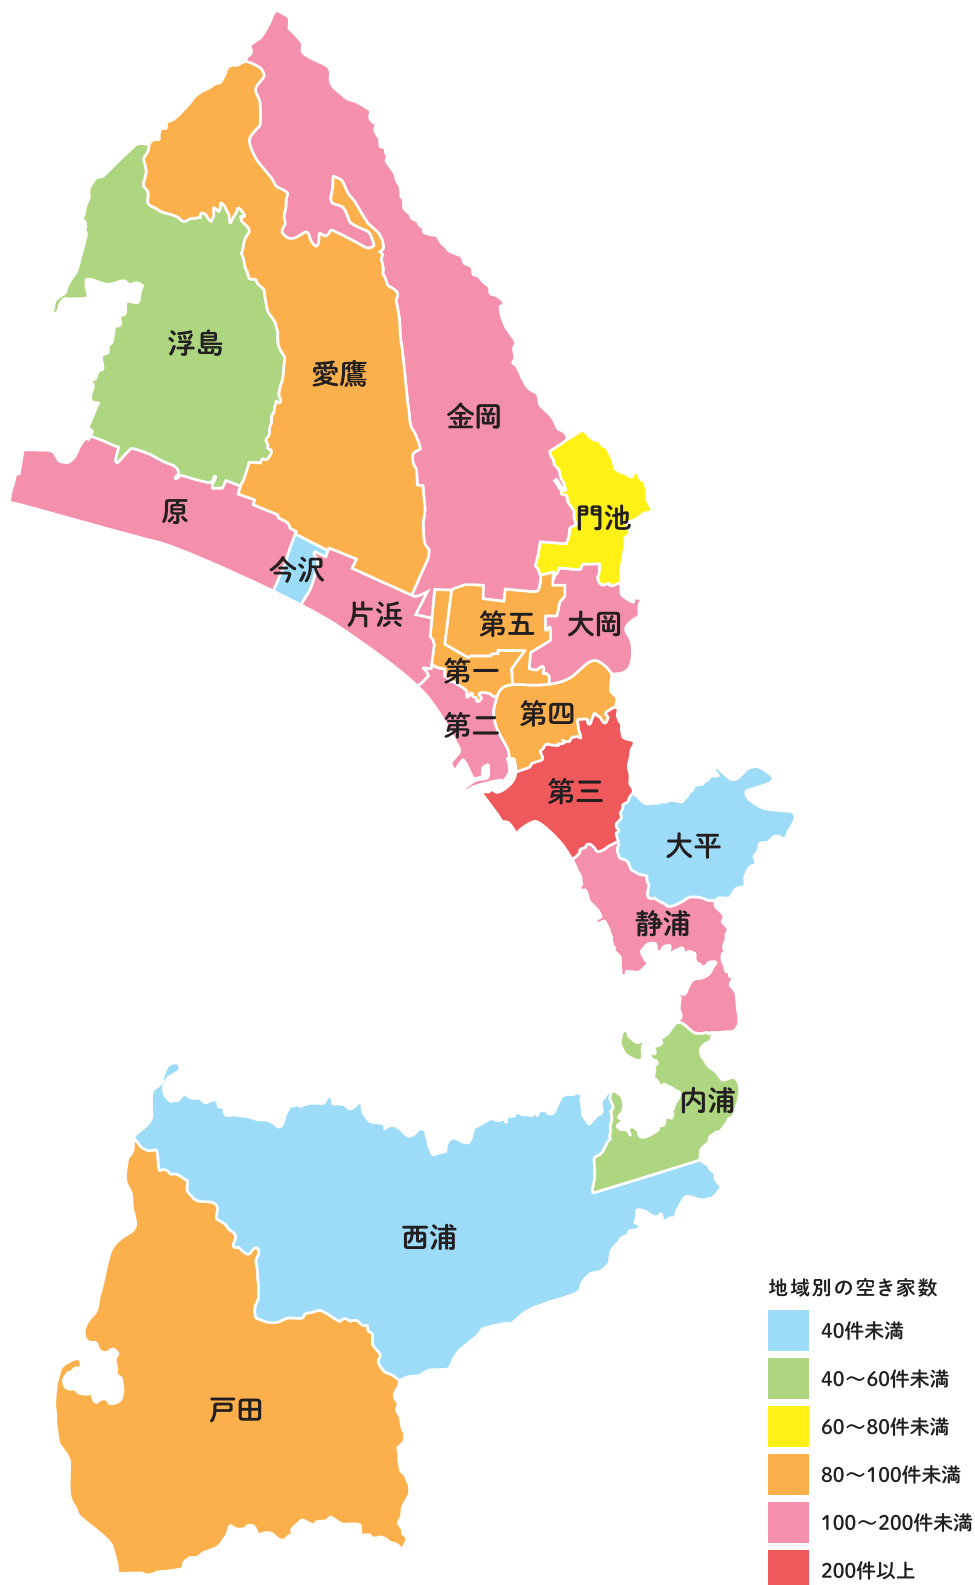 浮島
愛鷹
金岡
原
門池
今沢
片浜
第五
大岡
第一
第二
第四
第三
大平
静浦
内浦
西浦
戸田
地域別の空き家数
40件未満
40～60件未満
60～80件未満
80～100件未満
100～200件未満
200件以上